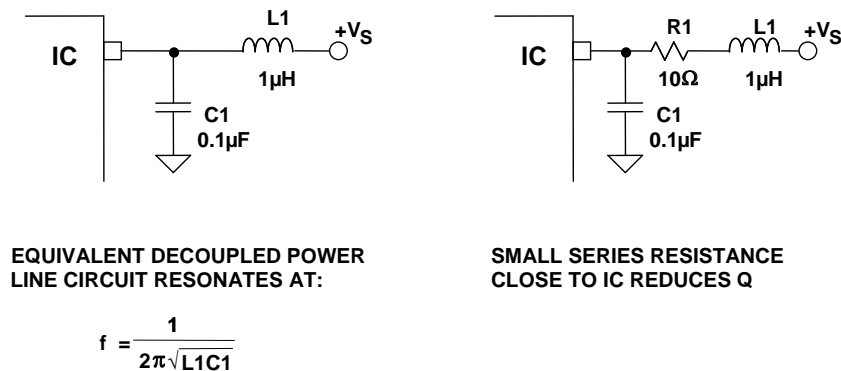 IC
L1
+VS
1µH
C1
0.1µF
IC
R1
L1
+VS
10Ω
1µH
C1
0.1µF
EQUIVALENT DECOUPLED POWER
LINE CIRCUIT RESONATES AT:
f = 1 / 2π√L1C1
SMALL SERIES RESISTANCE
CLOSE TO IC REDUCES Q